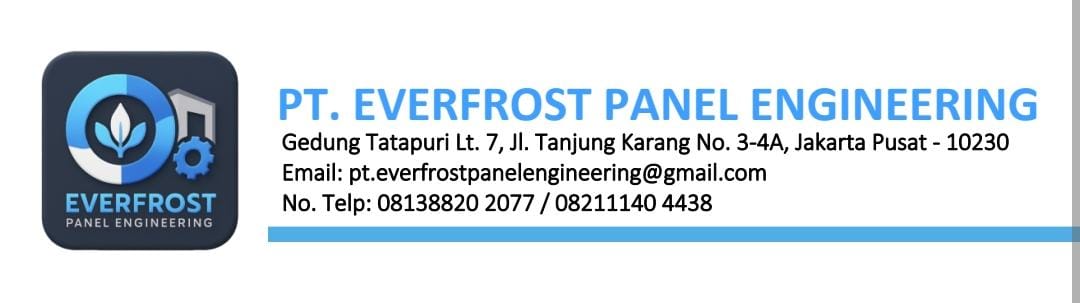 EVERFROST
PANEL ENGINEERING
PT. EVERFROST PANEL ENGINEERING
Gedung Tatapuri Lt. 7, Jl. Tanjung Karang No. 3-4A, Jakarta Pusat - 10230
Email: pt.everfrostpanelengineering@gmail.com
No. Telp: 08138820 2077 / 08211140 4438